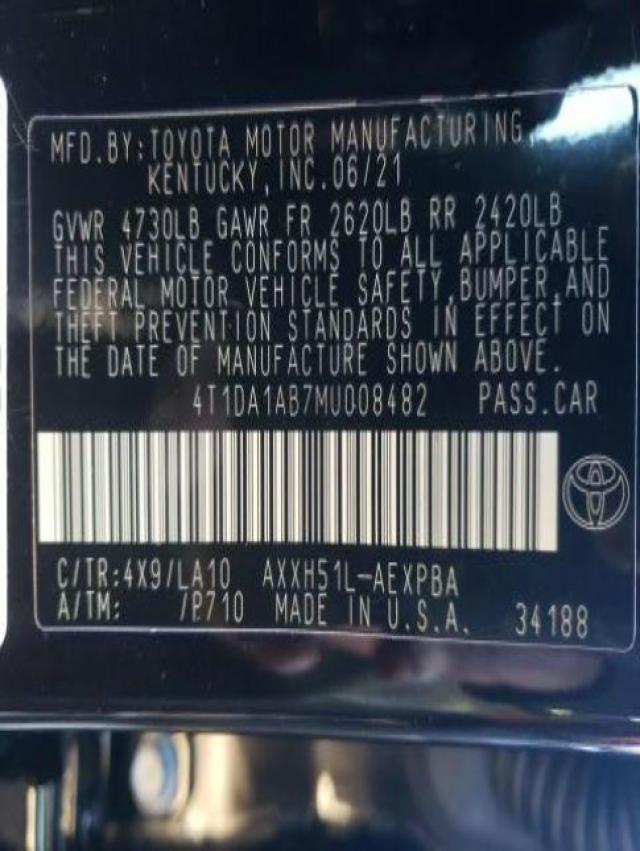 MFD.BY:TOYOTA MOTOR MANUFACTURING,
KENTUCKY,INC.06/21
GVWR 4730LB GAWR FR 2620LB RR 2420LB
THIS VEHICLE CONFORMS TO ALL APPLICABLE
FEDERAL MOTOR VEHICLE SAFETY,BUMPER,AND
THEFT PREVENTION STANDARDS IN EFFECT ON
THE DATE OF MANUFACTURE SHOWN ABOVE.
4T1DA1AB7MU008482 PASS.CAR
C/TR:4X9/LA10 AXXH51L-AEXPBA
A/TM: /P710 MADE IN U.S.A. 34188